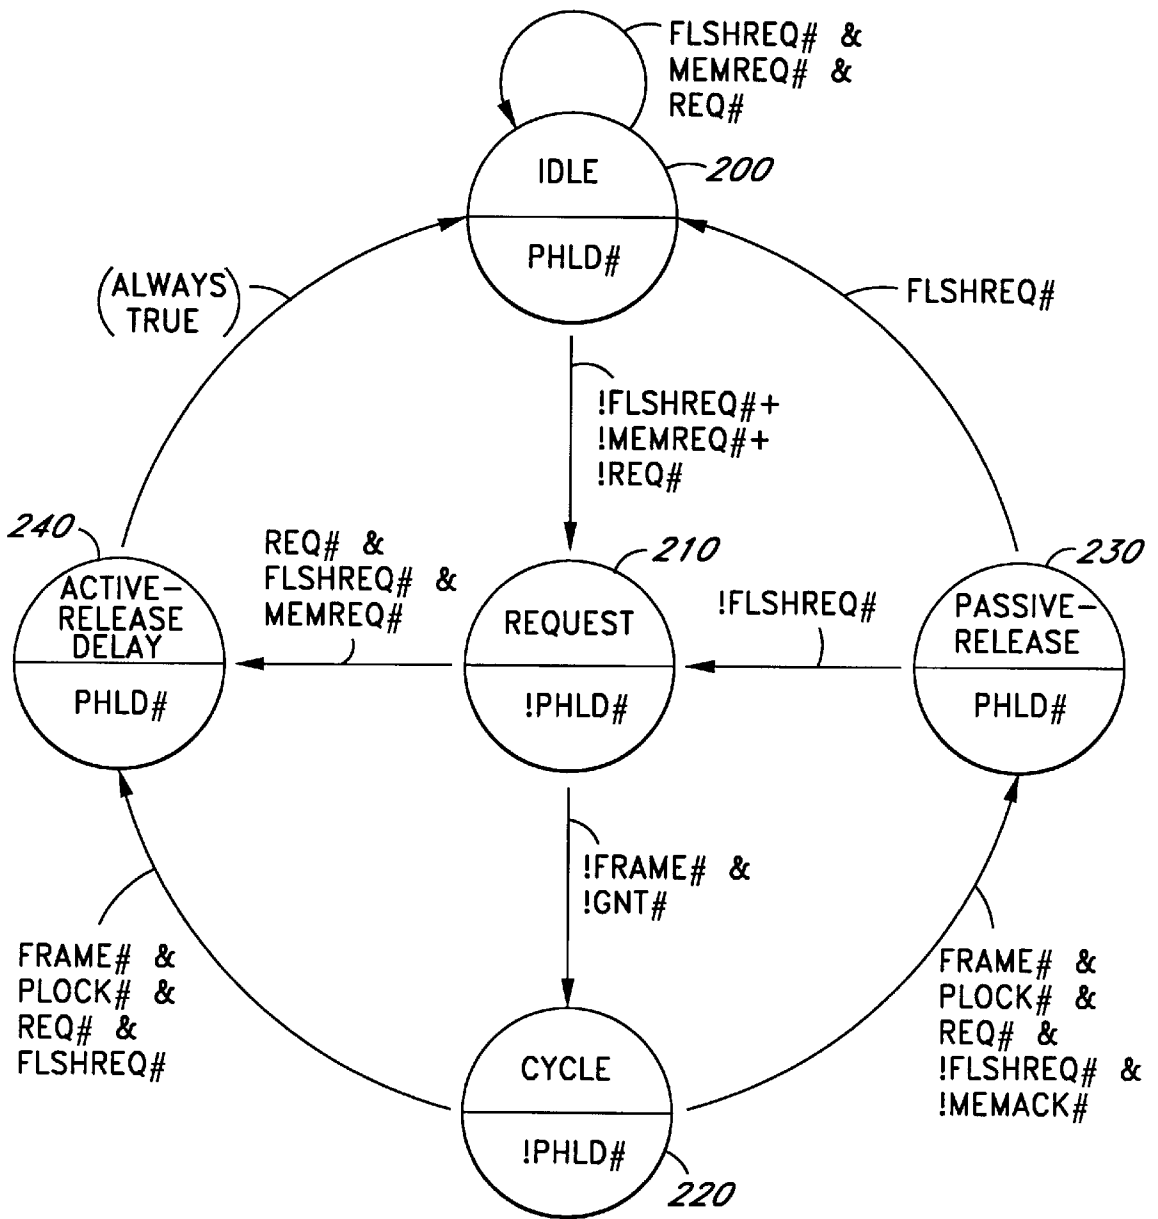 FLSHREQ# &
MEMREQ# &
REQ#
IDLE
200
PHLD#
(ALWAYS
TRUE)
FLSHREQ#
!FLSHREQ#+
!MEMREQ#+
!REQ#
240
ACTIVE-
RELEASE
DELAY
PHLD#
REQ# &
FLSHREQ# &
MEMREQ#
210
REQUEST
!PHLD#
!FLSHREQ#
230
PASSIVE-
RELEASE
PHLD#
!FRAME# &
!GNT#
FRAME# &
PLOCK# &
REQ# &
FLSHREQ#
FRAME# &
PLOCK# &
REQ# &
!FLSHREQ# &
!MEMACK#
CYCLE
!PHLD#
220